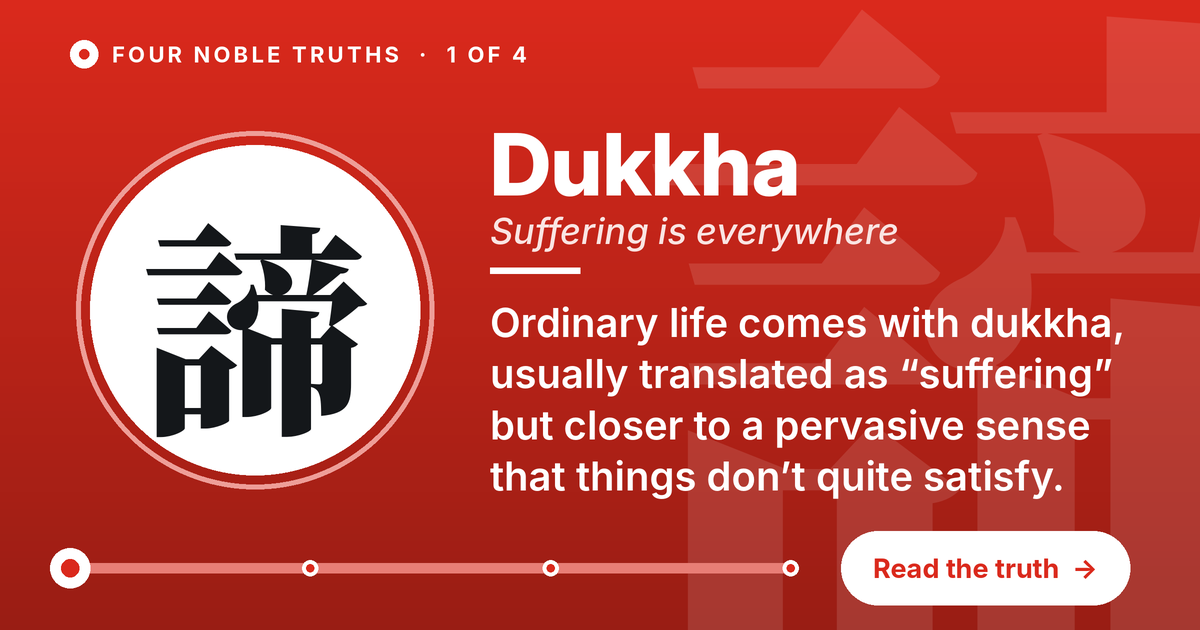 FOUR NOBLE TRUTHS · 1 OF 4
諦
Dukkha
Suffering is everywhere
Ordinary life comes with dukkha,
usually translated as “suffering”
but closer to a pervasive sense
that things don’t quite satisfy.
Read the truth →